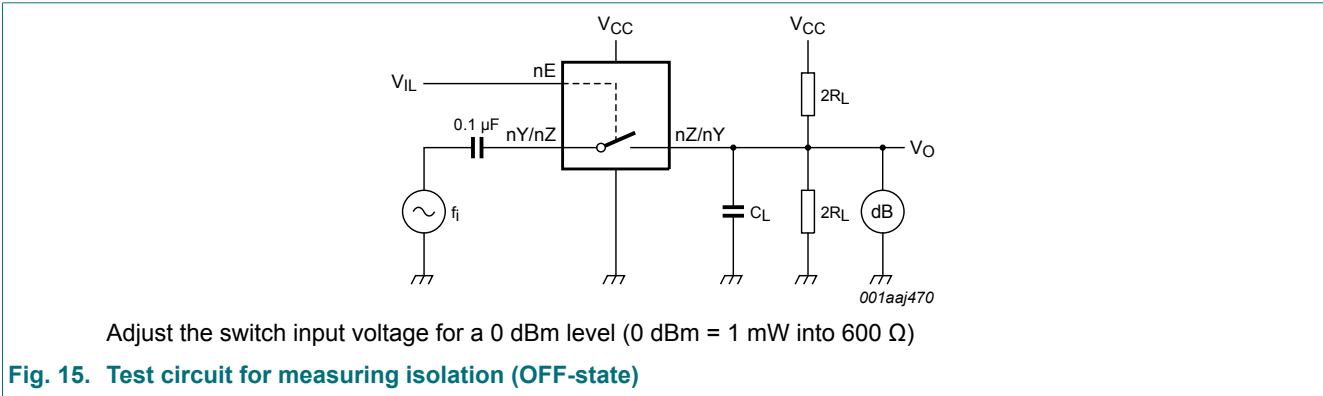 VCC
VCC
nE
VIL
2RL
0.1 µF
nY/nZ
nZ/nY
VO
fi
CL
2RL
dB
001aaj470
Adjust the switch input voltage for a 0 dBm level (0 dBm = 1 mW into 600 Ω)
Fig. 15. Test circuit for measuring isolation (OFF-state)